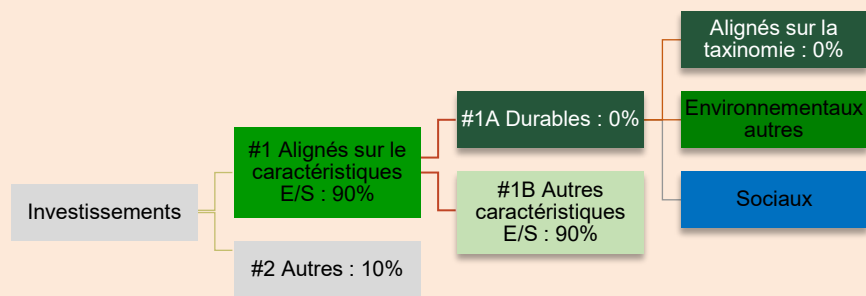 Investissements
#1 Alignés sur le
caractéristiques
E/S : 90%
#2 Autres : 10%
#1A Durables : 0%
#1B Autres
caractéristiques
E/S : 90%
Alignés sur la
taxinomie : 0%
Environnementaux
autres
Sociaux